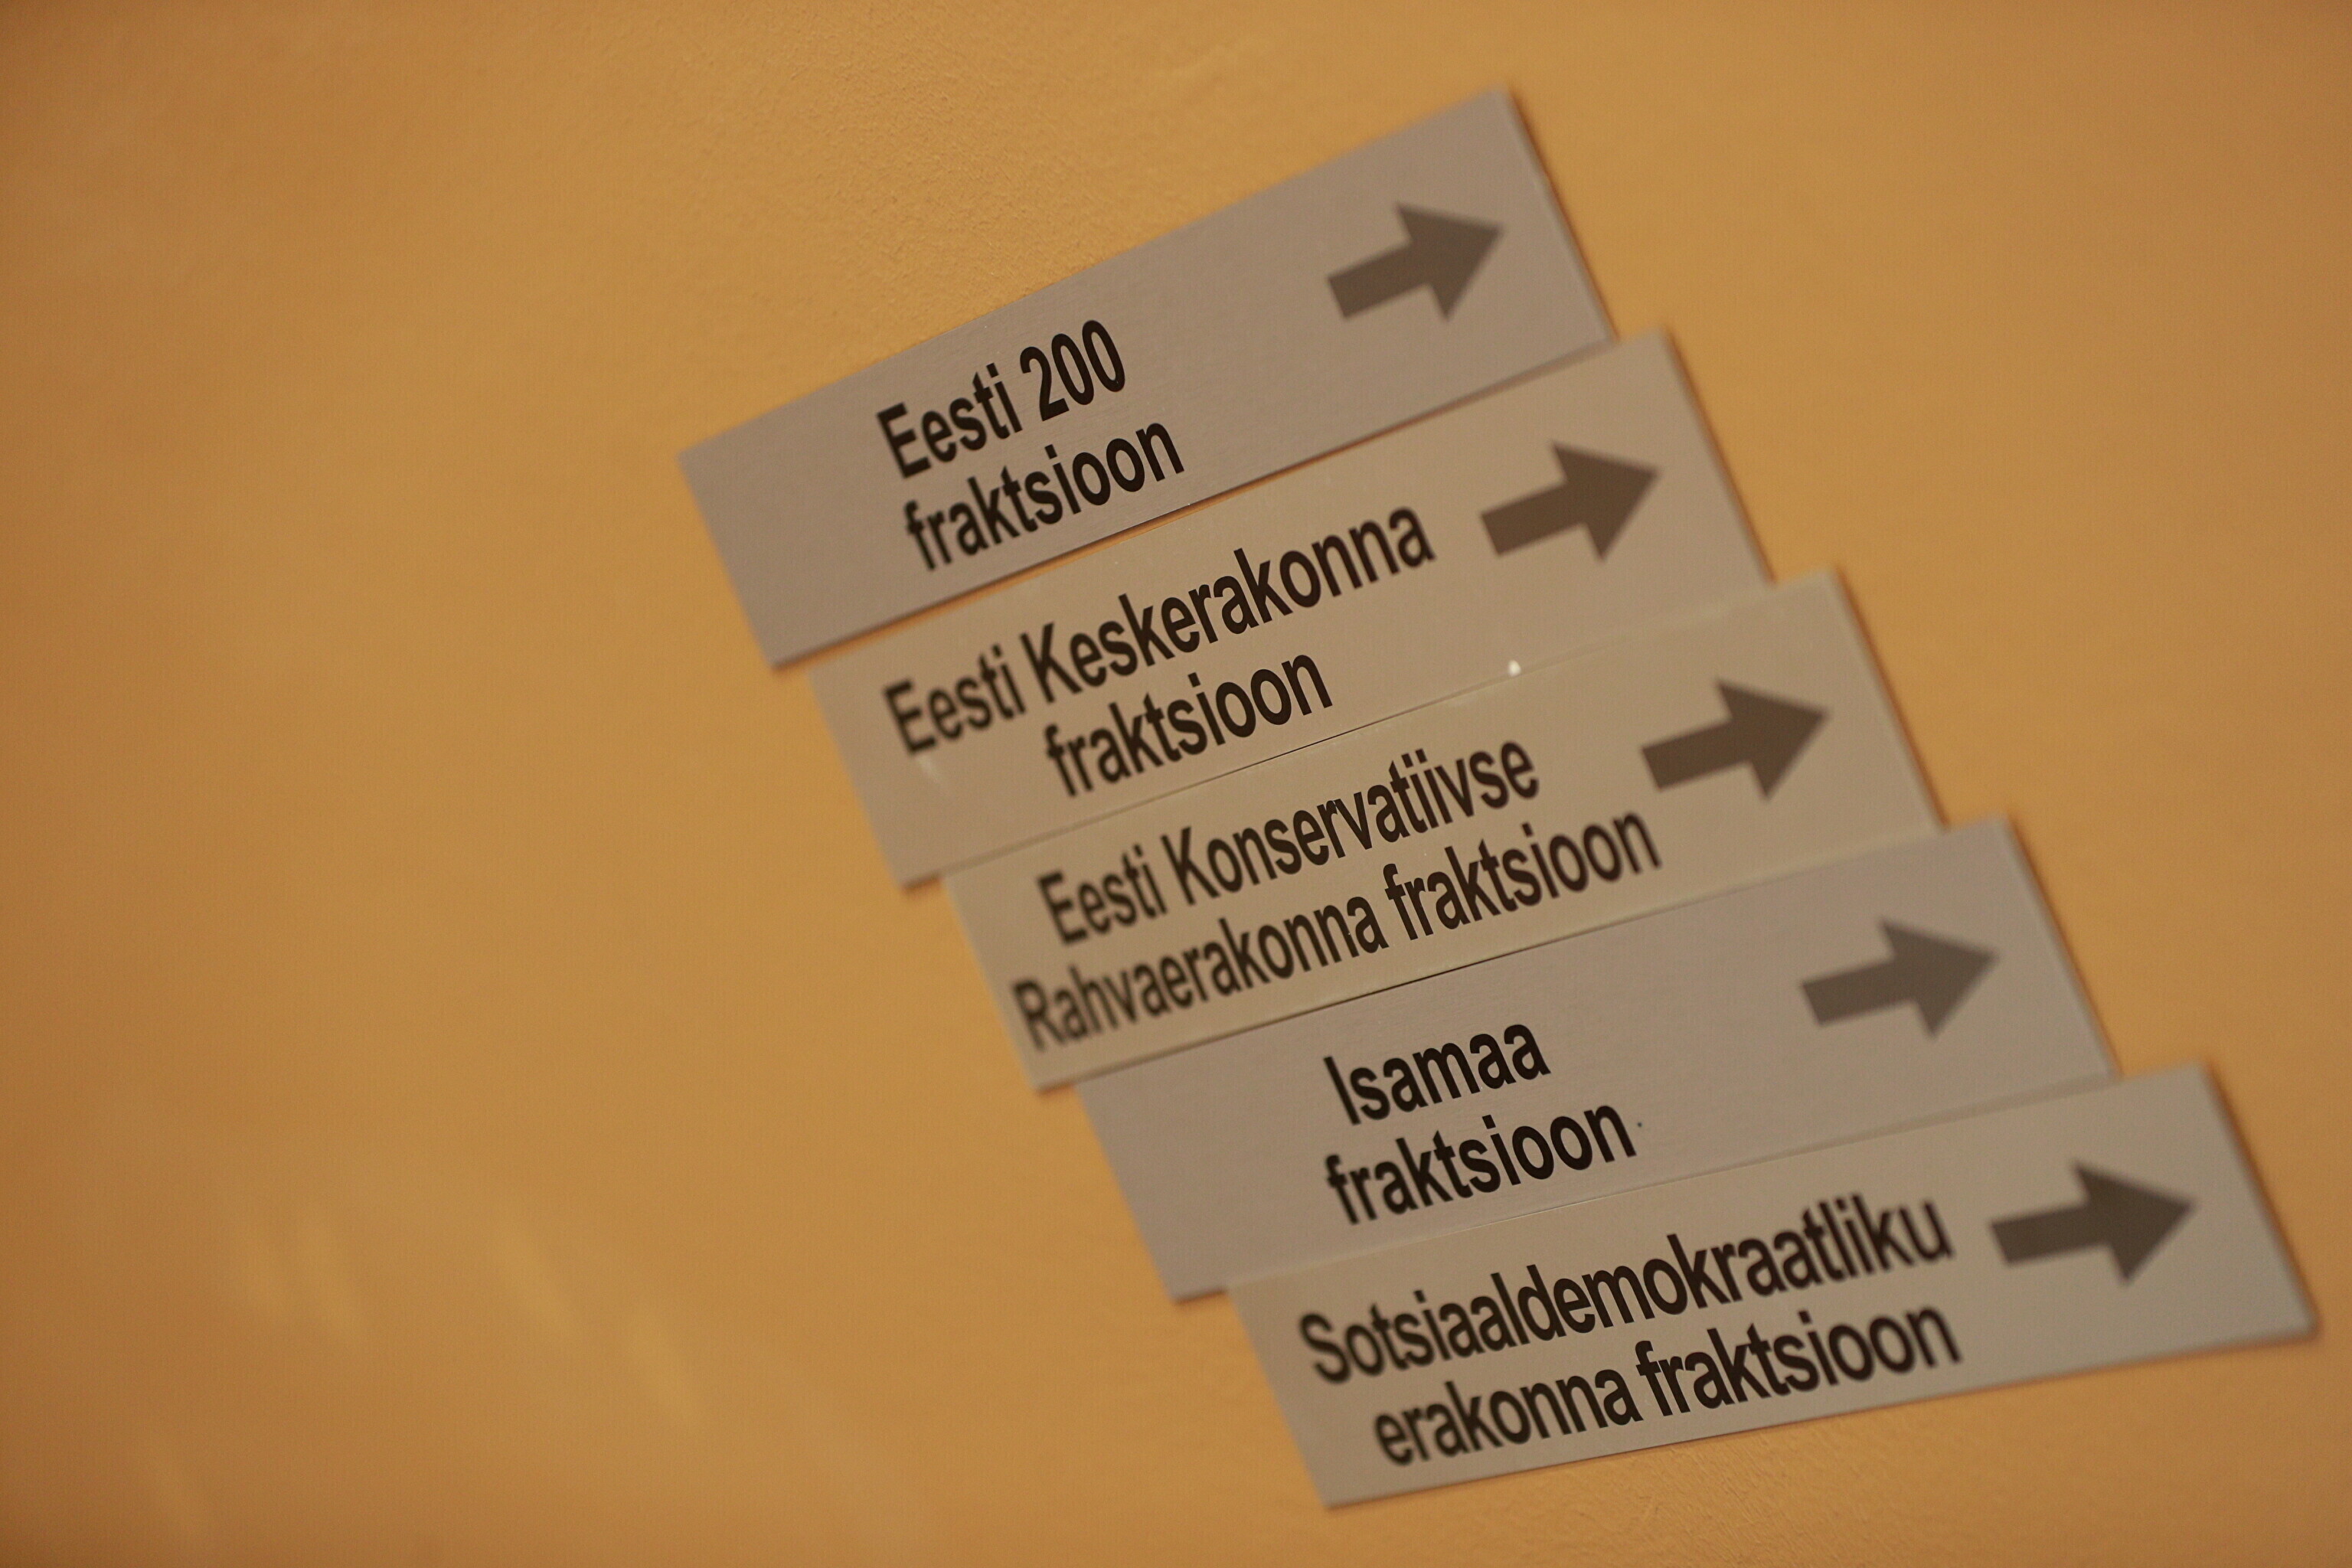 Eesti 200
fraktsioon
Eesti Keskerakonna
fraktsioon
Eesti Konservatiivse
Rahvaerakonna fraktsioon
Isamaa
fraktsioon
Sotsiaaldemokraatliku
erakonna fraktsioon